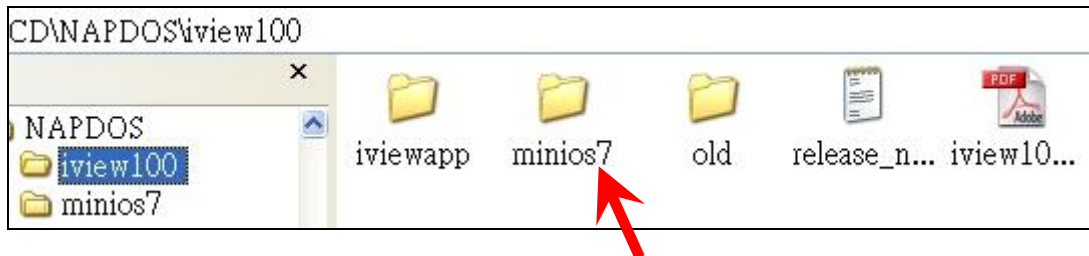 CD\NAPDOS\iview100
×
NAPDOS
iview100
minios7
iviewapp
minios7
old
release_n...
PDF
Adobe
iview10...